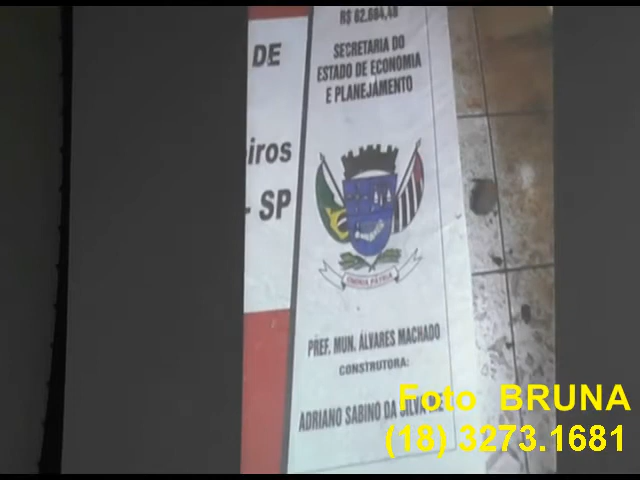 R$ 62.684,48
DE
SECRETARIA DO
ESTADO DE ECONOMIA
E PLANEJAMENTO
iros
- SP
PREF. MUN. ÁLVARES MACHADO
CONSTRUTORA:
ADRIANO SABINO DA SILVA
Foto BRUNA
(18) 3273.1681